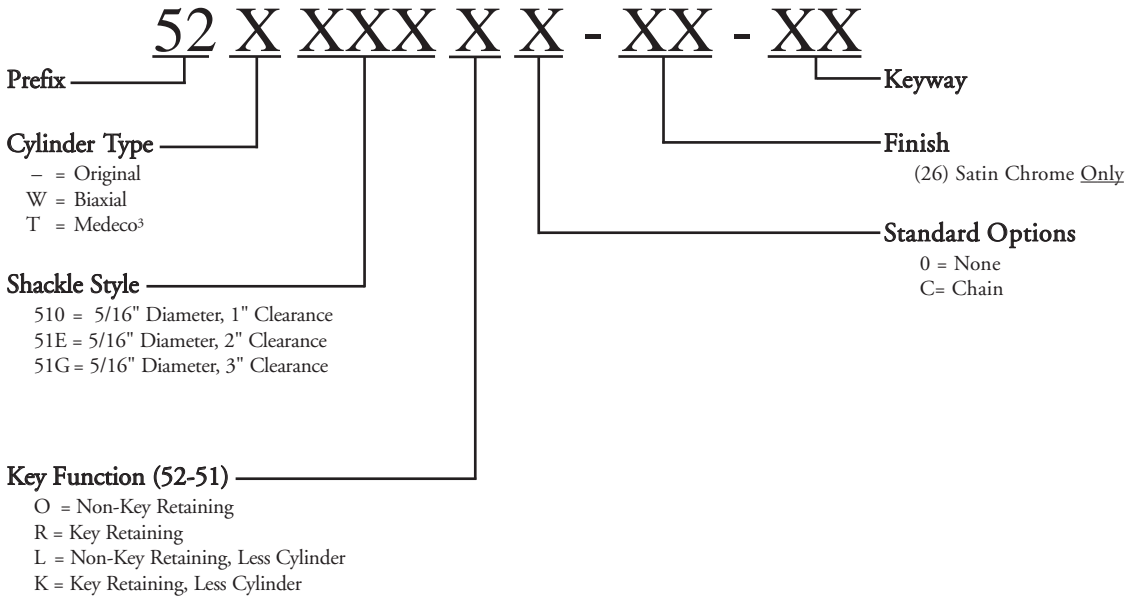 52 X XXX X X - XX - XX
Prefix
Keyway
Cylinder Type
– = Original
W = Biaxial
T = Medeco³
Finish
(26) Satin Chrome Only
Standard Options
0 = None
C= Chain
Shackle Style
510 = 5/16" Diameter, 1" Clearance
51E = 5/16" Diameter, 2" Clearance
51G = 5/16" Diameter, 3" Clearance
Key Function (52-51)
O = Non-Key Retaining
R = Key Retaining
L = Non-Key Retaining, Less Cylinder
K = Key Retaining, Less Cylinder